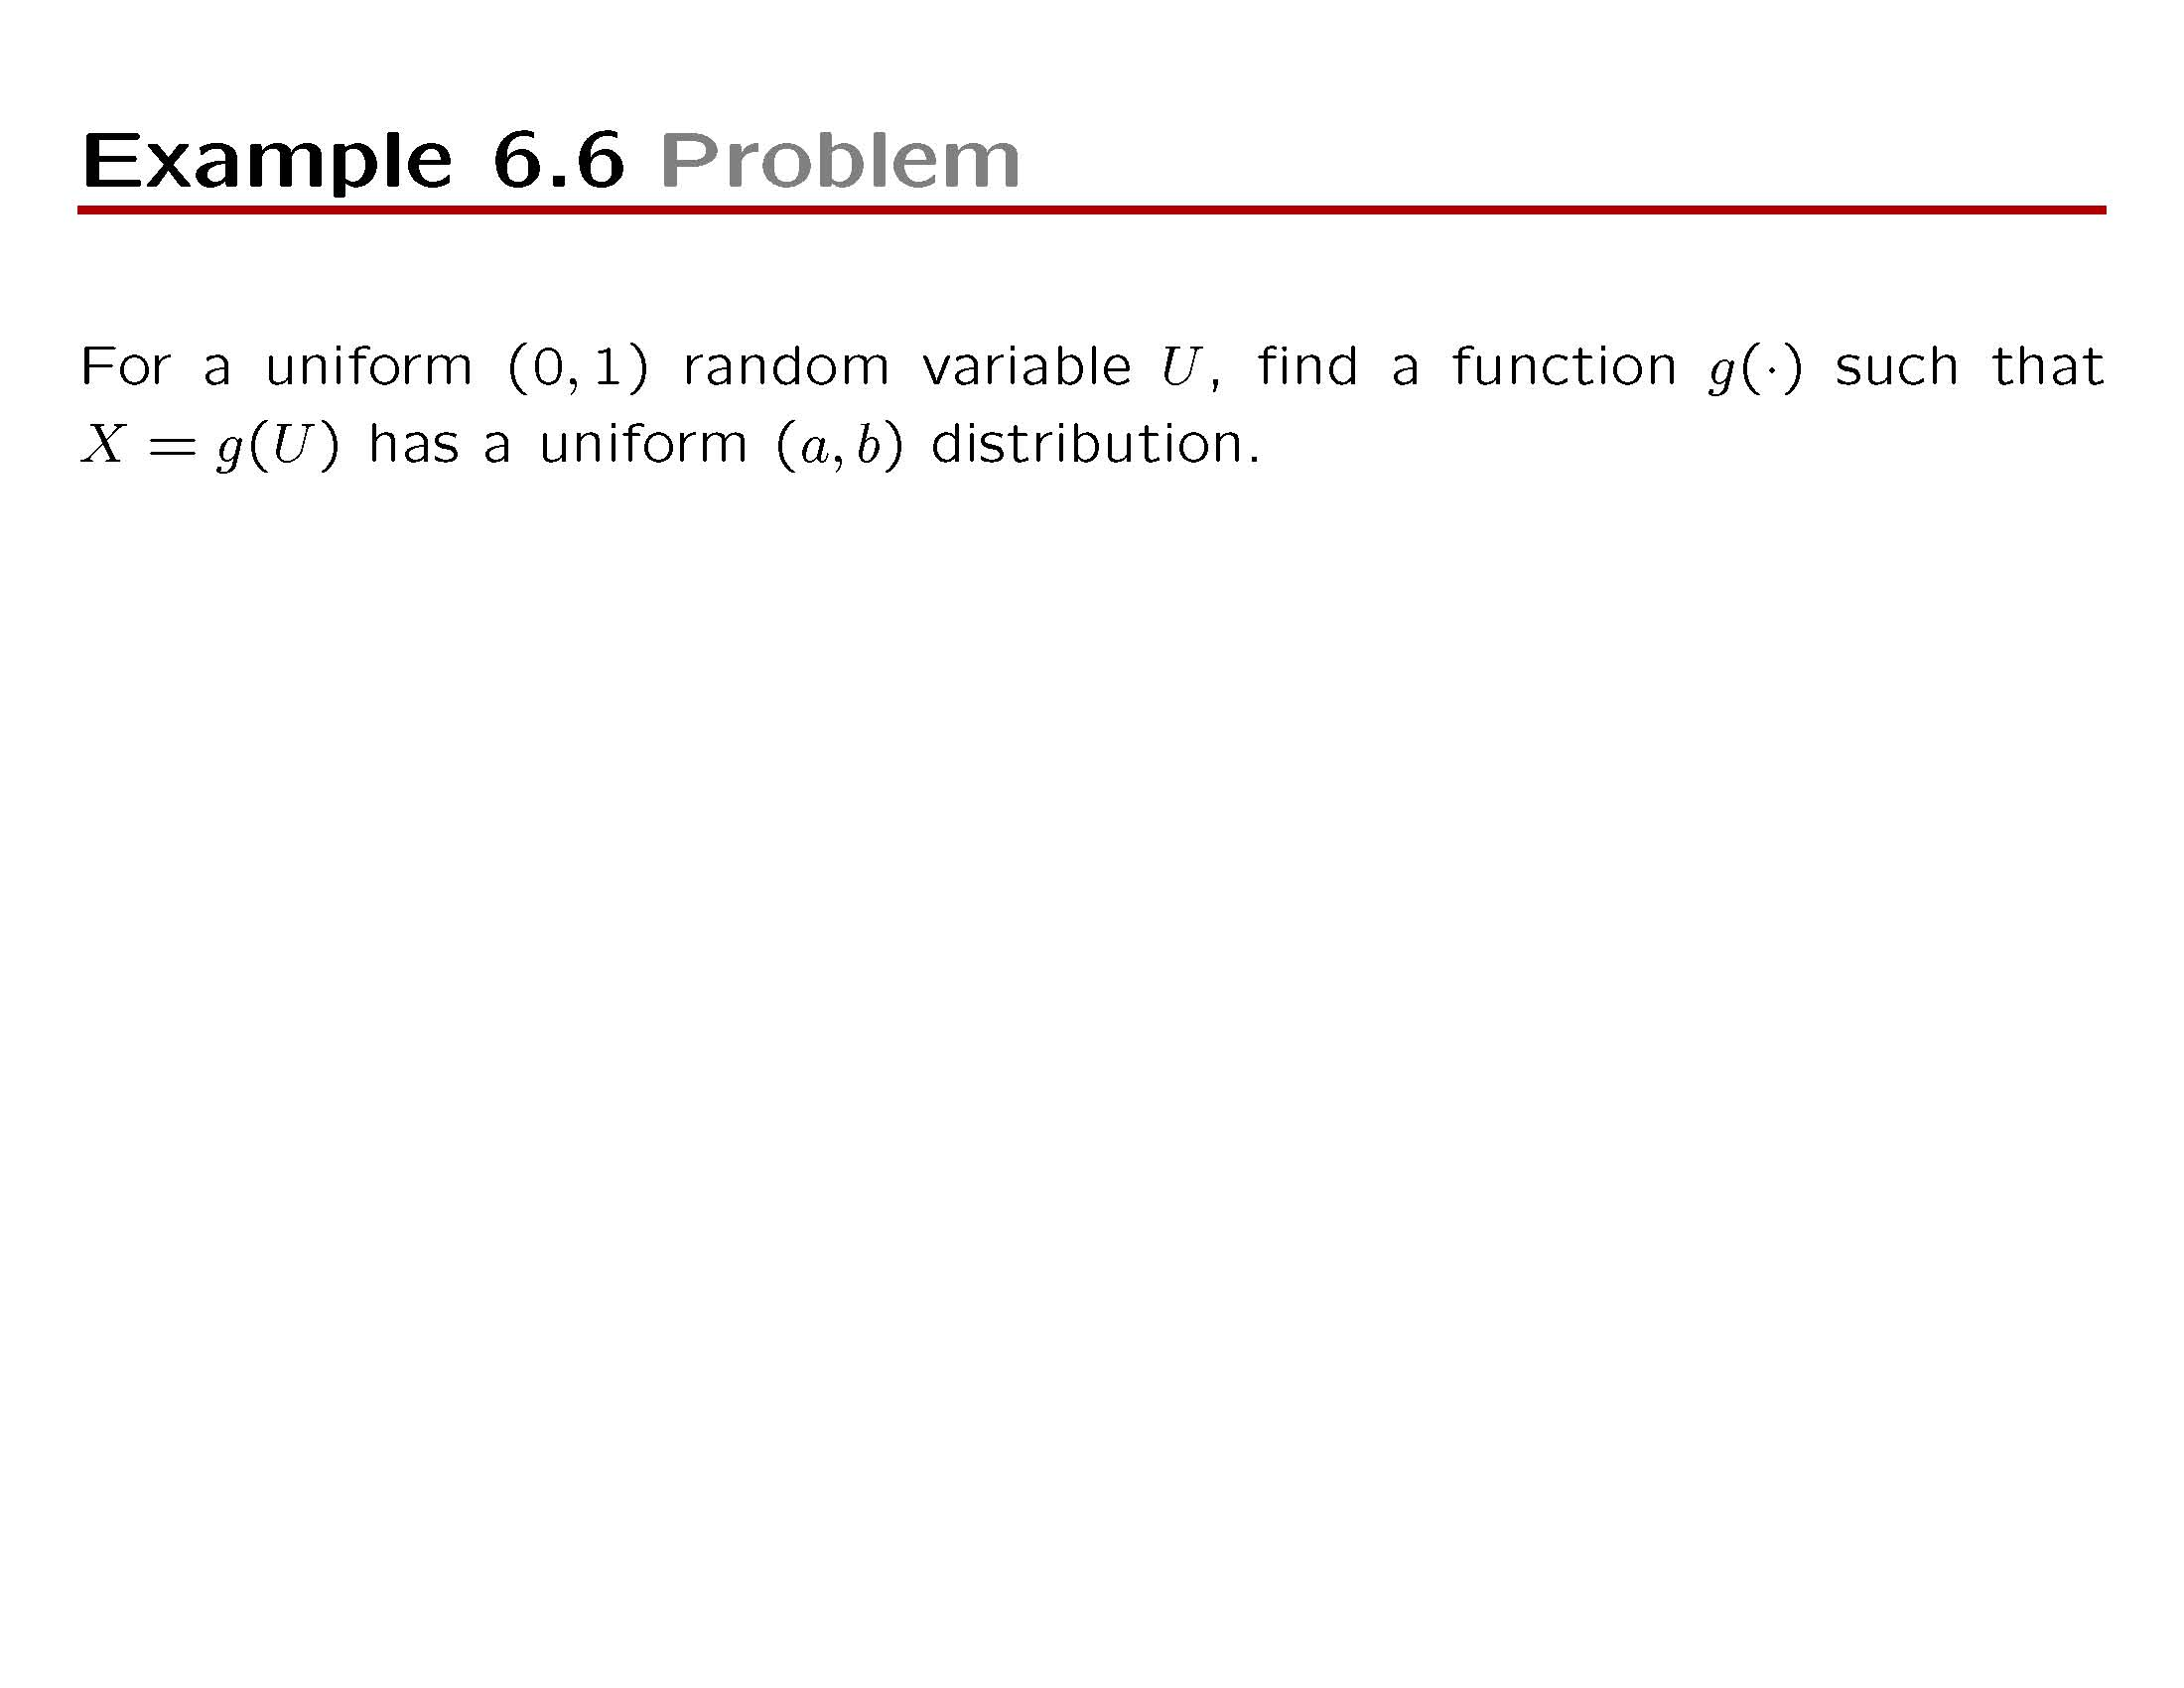 Example 6.6 Problem
For a uniform (0, 1) random variable U, find a function g(·) such that
X = g(U) has a uniform (a, b) distribution.